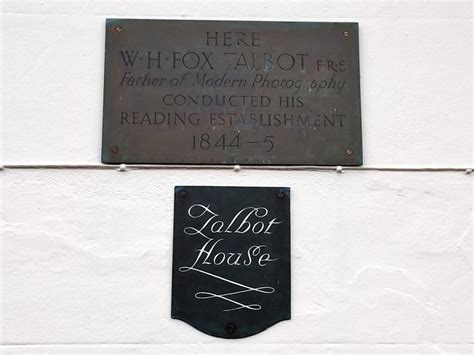 HERE
W·H·FOX TALBOT F·R·S
Father of Modern Photography
CONDUCTED HIS
READING ESTABLISHMENT
1844-5
Talbot
House